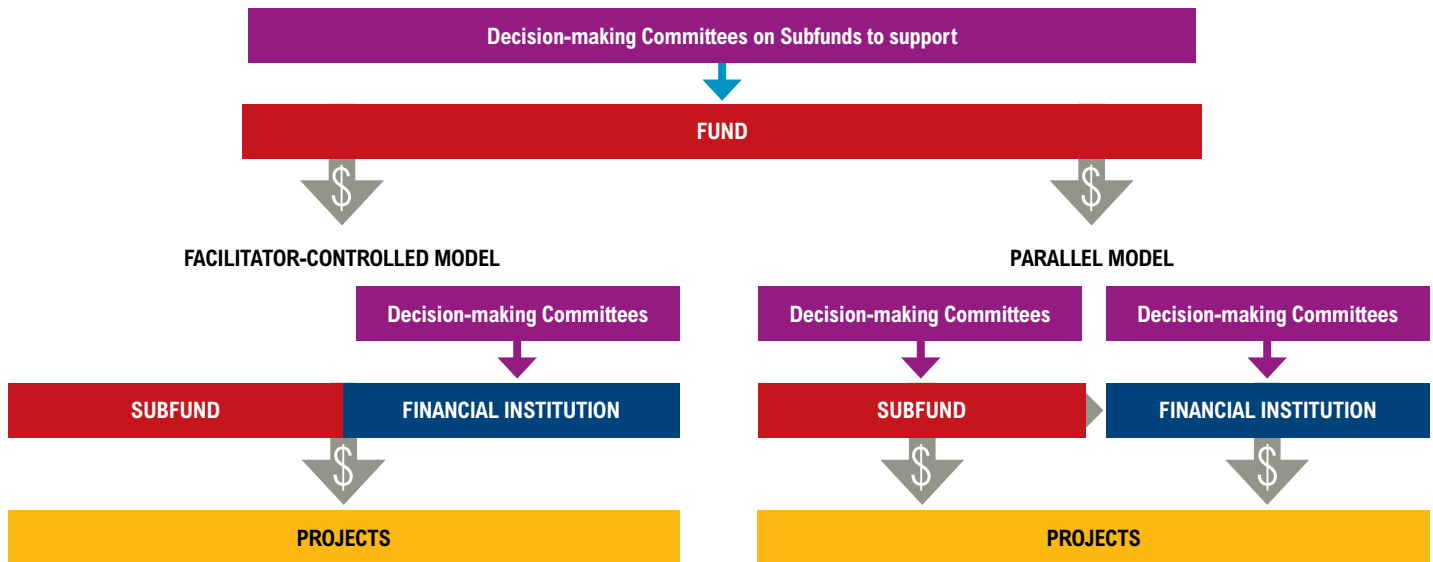 Decision-making Committees on Subfunds to support
FUND
$ $
FACILITATOR-CONTROLLED MODEL
PARALLEL MODEL
Decision-making Committees
Decision-making Committees
Decision-making Committees
SUBFUND
FINANCIAL INSTITUTION
SUBFUND
FINANCIAL INSTITUTION
$
$
$
PROJECTS
PROJECTS